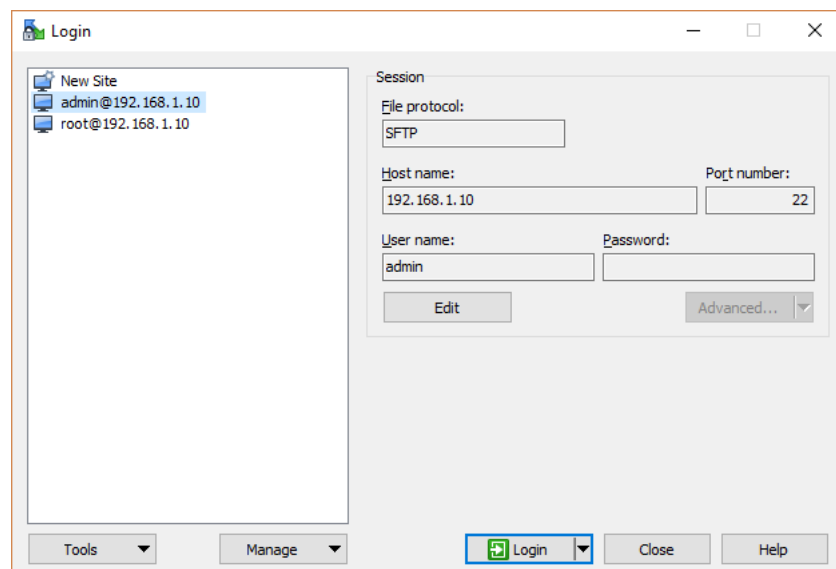 Login
New Site
admin@192.168.1.10
root@192.168.1.10
Session
File protocol:
SFTP
Host name:
Port number:
192.168.1.10
22
User name:
Password:
admin
Edit
Advanced...
Tools
Manage
Login
Close
Help